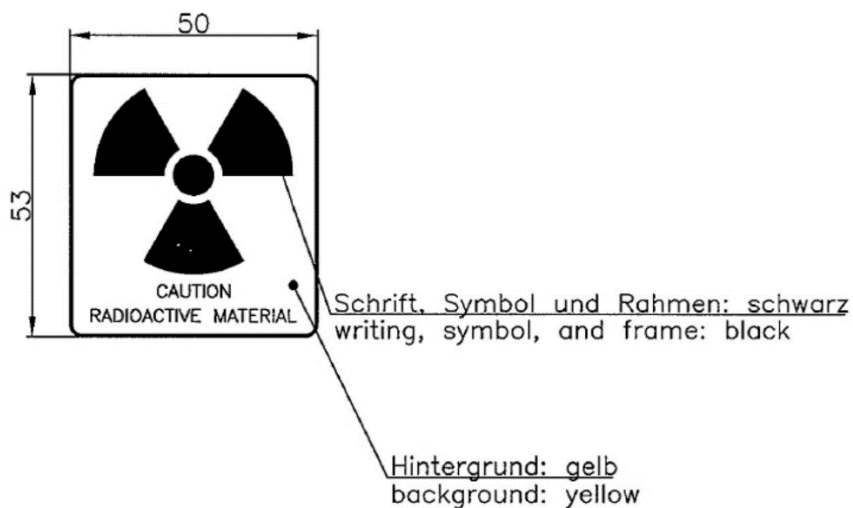 50
53
CAUTION
RADIOACTIVE MATERIAL
Schrift, Symbol und Rahmen: schwarz
writing, symbol, and frame: black
Hintergrund: gelb
background: yellow